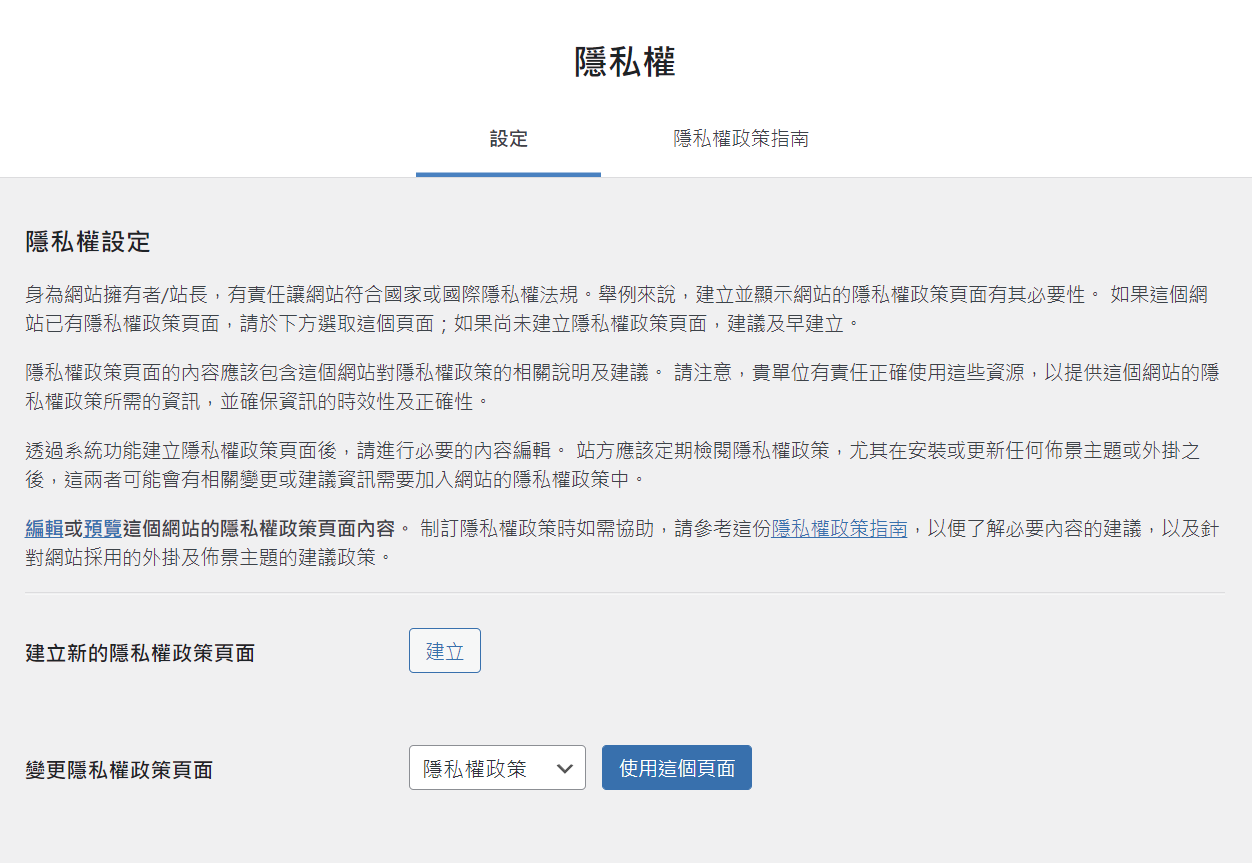 隱私權
設定 隱私權政策指南
隱私權設定
身為網站擁有者/站長，有責任讓網站符合國家或國際隱私權法規。舉例來說，建立並顯示網站的隱私權政策頁面有其必要性。 如果這個網
站已有隱私權政策頁面，請於下方選取這個頁面；如果尚未建立隱私權政策頁面，建議及早建立。
隱私權政策頁面的內容應該包含這個網站對隱私權政策的相關說明及建議。 請注意，貴單位有責任正確使用這些資源，以提供這個網站的隱
私權政策所需的資訊，並確保資訊的時效性及正確性。
透過系統功能建立隱私權政策頁面後，請進行必要的內容編輯。 站方應該定期檢閱隱私權政策，尤其在安裝或更新任何佈景主題或外掛之
後，這兩者可能會有相關變更或建議資訊需要加入網站的隱私權政策中。
編輯或預覽這個網站的隱私權政策頁面內容。 制訂隱私權政策時如需協助，請參考這份隱私權政策指南，以便了解必要內容的建議，以及針
對網站採用的外掛及佈景主題的建議政策。
建立新的隱私權政策頁面 建立
變更隱私權政策頁面 隱私權政策 使用這個頁面